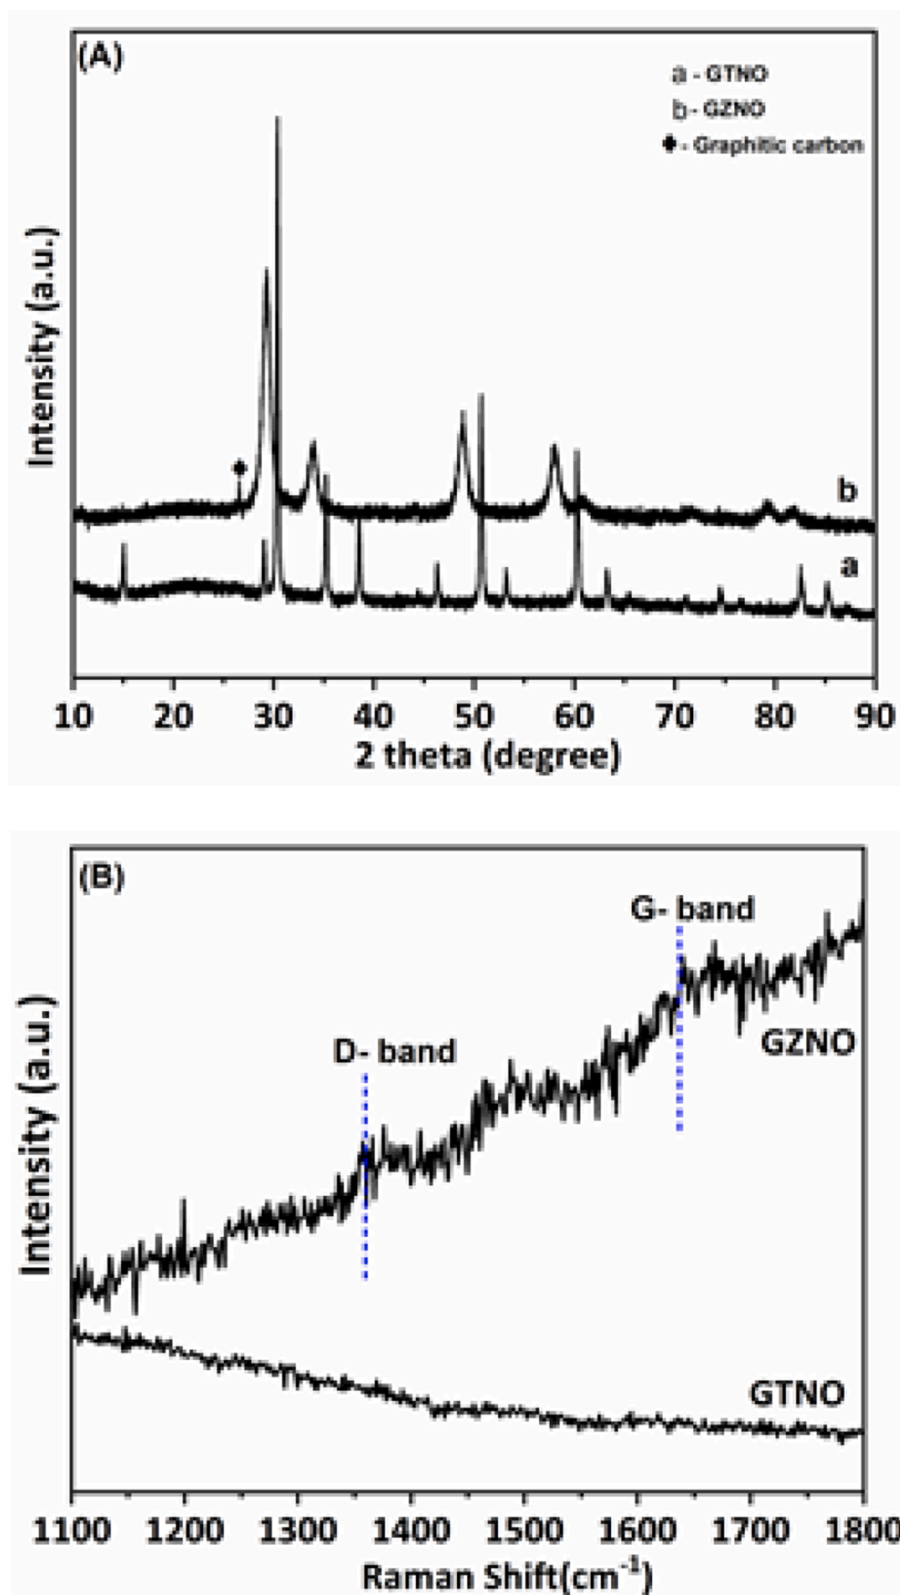 (A)
a - GTNO
b - GZNO
♦ - Graphitic carbon
Intensity (a.u.)
b
a
10 20 30 40 50 60 70 80 90
2 theta (degree)
(B)
G- band
D- band
GZNO
Intensity (a.u.)
GTNO
1100 1200 1300 1400 1500 1600 1700 1800
Raman Shift(cm⁻¹)